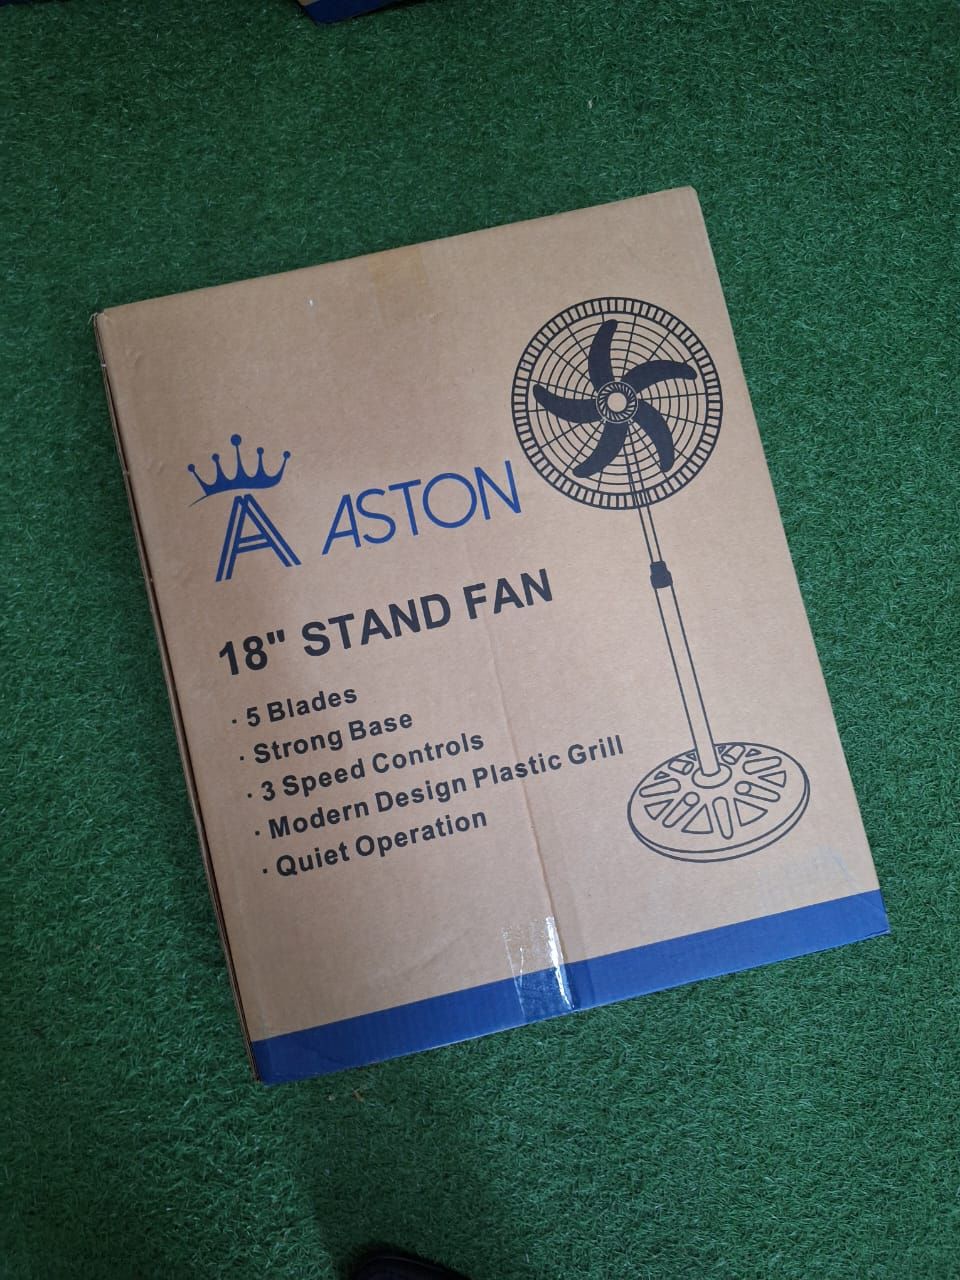 ASTON
18" STAND FAN
· 5 Blades
· Strong Base
· 3 Speed Controls
· Modern Design Plastic Grill
· Quiet Operation